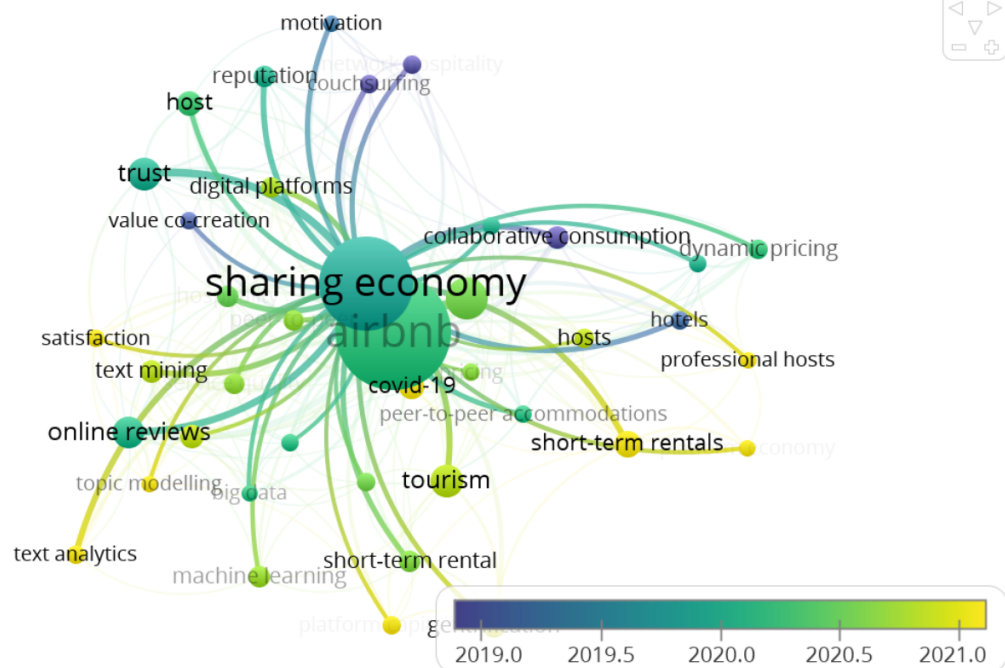 motivation
network hospitality
reputation
couchsurfing
host
trust
digital platforms
value co-creation
collaborative consumption
dynamic pricing
sharing economy
airbnb
hotels
satisfaction
hosts
professional hosts
text mining
covid-19
peer-to-peer accommodations
online reviews
short-term rentals
economy
topic modelling
big data
tourism
text analytics
short-term rental
machine learning
gentrification
2019.0 2019.5 2020.0 2020.5 2021.0